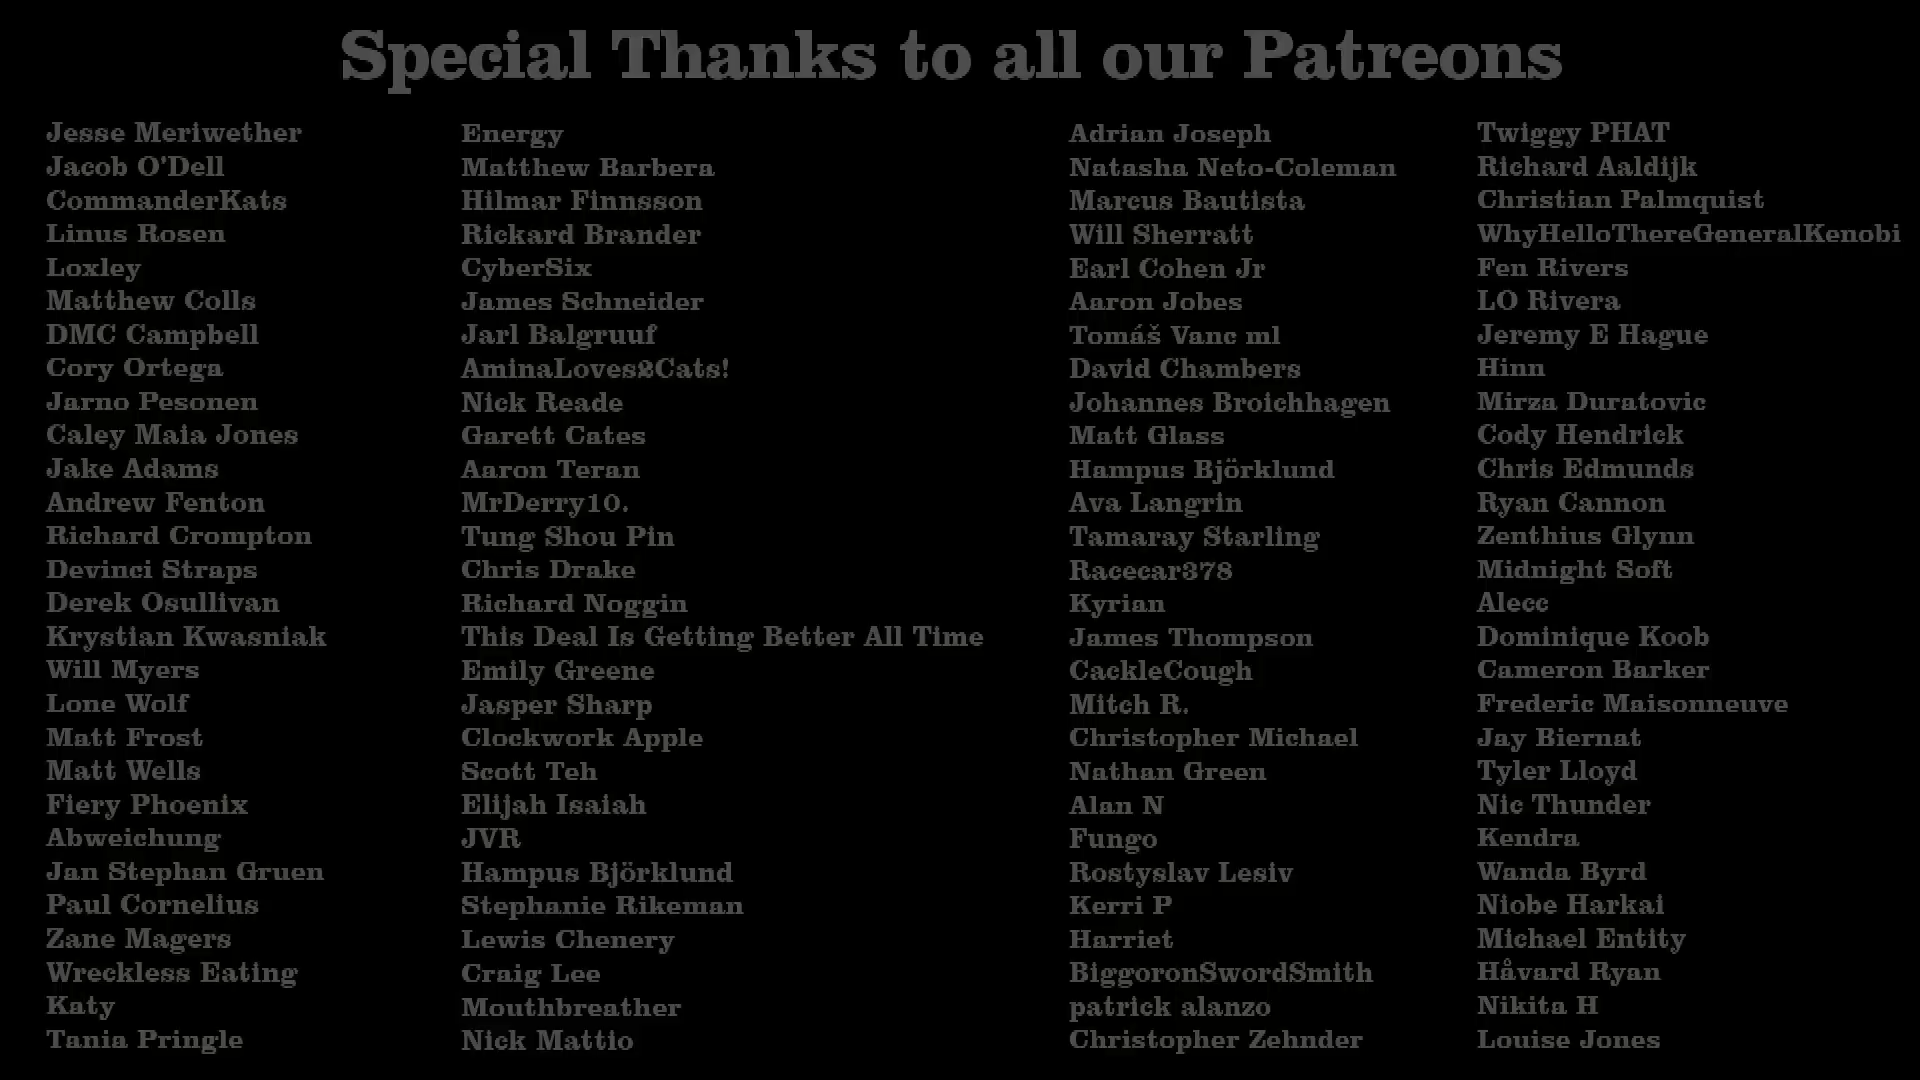 Special Thanks to all our Patreons
Jesse Meriwether
Jacob O'Dell
CommanderKats
Linus Rosen
Loxley
Matthew Colls
DMC Campbell
Cory Ortega
Jarno Pesonen
Caley Maia Jones
Jake Adams
Andrew Fenton
Richard Crompton
Devinci Straps
Derek Osullivan
Krystian Kwasniak
Will Myers
Lone Wolf
Matt Frost
Matt Wells
Fiery Phoenix
Abweichung
Jan Stephan Gruen
Paul Cornelius
Zane Magers
Wreckless Eating
Katy
Tania Pringle
Energy
Matthew Barbera
Hilmar Finnsson
Rickard Brander
CyberSix
James Schneider
Jarl Balgruuf
AminaLoves2Cats!
Nick Reade
Garett Cates
Aaron Teran
MrDerry10.
Tung Shou Pin
Chris Drake
Richard Noggin
This Deal Is Getting Better All Time
Emily Greene
Jasper Sharp
Clockwork Apple
Scott Teh
Elijah Isaiah
JVR
Hampus Björklund
Stephanie Rikeman
Lewis Chenery
Craig Lee
Mouthbreather
Nick Mattio
Adrian Joseph
Natasha Neto-Coleman
Marcus Bautista
Will Sherratt
Earl Cohen Jr
Aaron Jobes
Tomáš Vanc ml
David Chambers
Johannes Broichhagen
Matt Glass
Hampus Björklund
Ava Langrin
Tamaray Starling
Racecar378
Kyrian
James Thompson
CackleCough
Mitch R.
Christopher Michael
Nathan Green
Alan N
Fungo
Rostyslav Lesiv
Kerri P
Harriet
BiggoronSwordSmith
patrick alanzo
Christopher Zehnder
Twiggy PHAT
Richard Aaldijk
Christian Palmquist
WhyHelloThereGeneralKenobi
Fen Rivers
LO Rivera
Jeremy E Hague
Hinn
Mirza Duratovic
Cody Hendrick
Chris Edmunds
Ryan Cannon
Zenthius Glynn
Midnight Soft
Alecc
Dominique Koob
Cameron Barker
Frederic Maisonneuve
Jay Biernat
Tyler Lloyd
Nic Thunder
Kendra
Wanda Byrd
Niobe Harkai
Michael Entity
Håvard Ryan
Nikita H
Louise Jones